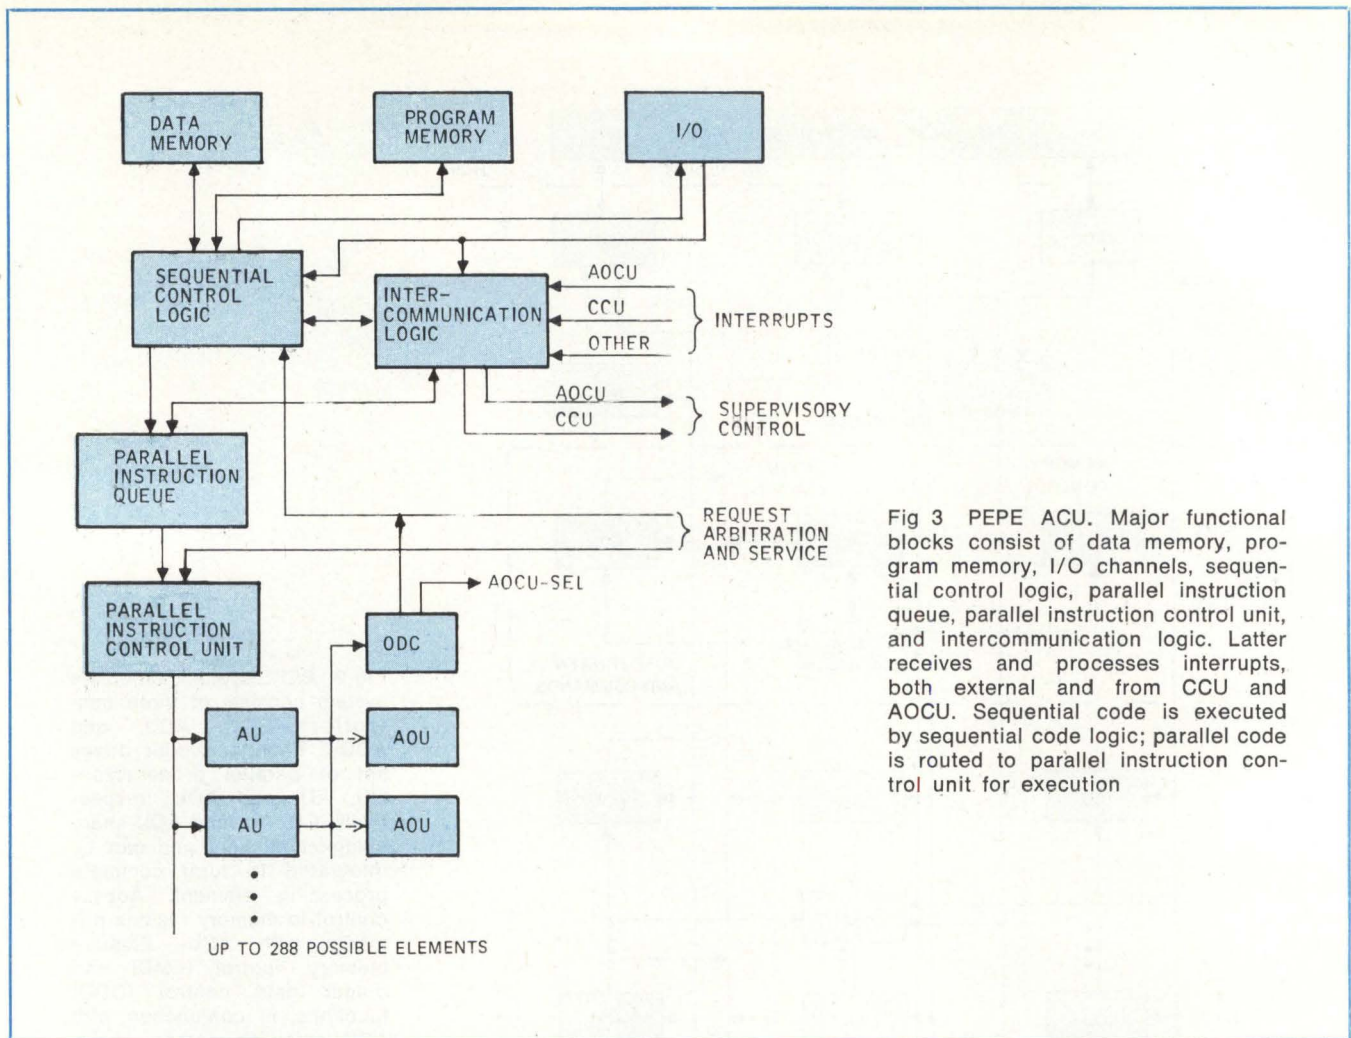 DATA
MEMORY
PROGRAM
MEMORY
I/O
SEQUENTIAL
CONTROL
LOGIC
INTER-
COMMUNICATION
LOGIC
AOCU
CCU
OTHER
INTERRUPTS
AOCU
CCU
SUPERVISORY
CONTROL
PARALLEL
INSTRUCTION
QUEUE
REQUEST
ARBITRATION
AND SERVICE
AOCU-SEL
PARALLEL
INSTRUCTION
CONTROL UNIT
ODC
AU
AOU
AU
AOU
UP TO 288 POSSIBLE ELEMENTS
Fig 3 PEPE ACU. Major functional
blocks consist of data memory, pro-
gram memory, I/O channels, sequen-
tial control logic, parallel instruction
queue, parallel instruction control unit,
and intercommunication logic. Latter
receives and processes interrupts,
both external and from CCU and
AOCU. Sequential code is executed
by sequential code logic; parallel code
is routed to parallel instruction con-
trol unit for execution